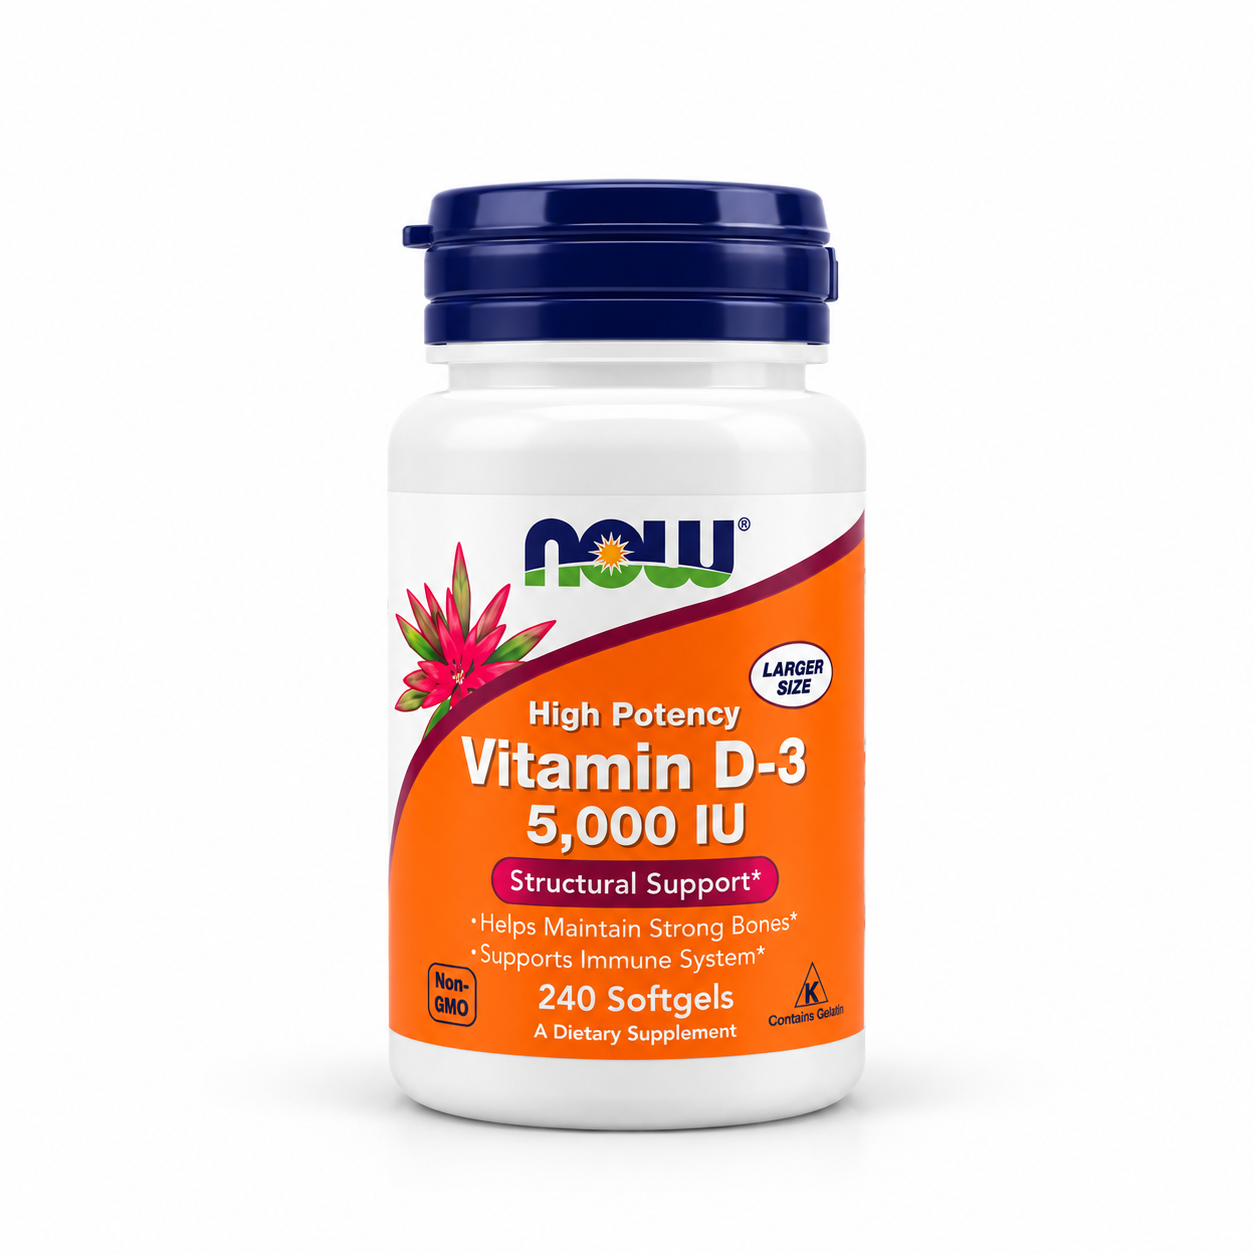 now®
LARGER
SIZE
High Potency
Vitamin D-3
5,000 IU
Structural Support*
• Helps Maintain Strong Bones*
• Supports Immune System*
Non-
GMO
240 Softgels
A Dietary Supplement
K
Contains Gelatin